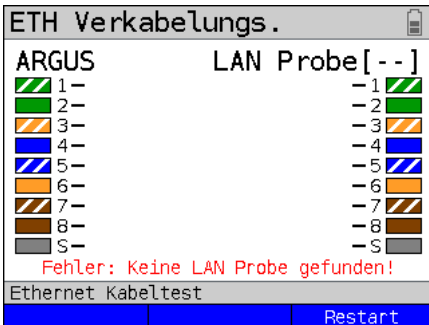 ETH Verkabelungs.
ARGUS LAN Probe[--]
1 1
2 2
3 3
4 4
5 5
6 6
7 7
8 8
S S
Fehler: Keine LAN Probe gefunden!
Ethernet Kabeltest
Restart